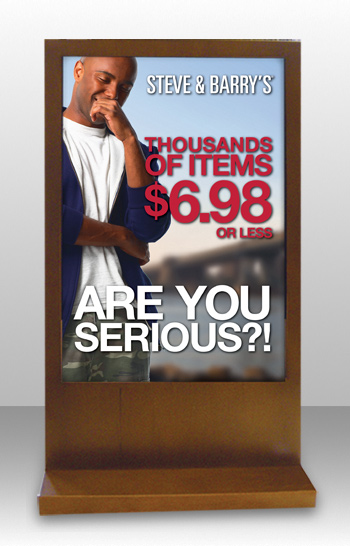 STEVE & BARRY'S
THOUSANDS
OF ITEMS
$6.98
OR LESS
ARE YOU
SERIOUS?!